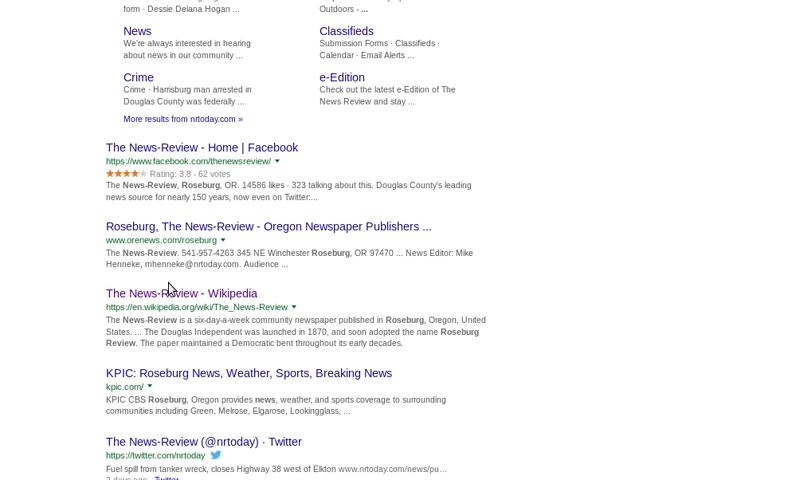 form · Dessie Delana Hogan ...
Outdoors - ...
News
We're always interested in hearing
about news in our community ...
Classifieds
Submission Forms · Classifieds ·
Calendar · Email Alerts ...
Crime
Crime · Harrisburg man arrested in
Douglas County was federally ...
e-Edition
Check out the latest e-Edition of The
News Review and stay ...
More results from nrtoday.com »
The News-Review - Home | Facebook
https://www.facebook.com/thenewsreview/
Rating: 3.8 - 62 votes
The News-Review, Roseburg, OR. 14586 likes · 323 talking about this. Douglas County's leading
news source for nearly 150 years, now even on Twitter:...
Roseburg, The News-Review - Oregon Newspaper Publishers ...
www.orenews.com/roseburg
The News-Review. 541-957-4263 345 NE Winchester Roseburg, OR 97470 ... News Editor: Mike
Henneke, mhenneke@nrtoday.com. Audience ...
The News-Review - Wikipedia
https://en.wikipedia.org/wiki/The_News-Review
The News-Review is a six-day-a-week community newspaper published in Roseburg, Oregon, United
States. ... The Douglas Independent was launched in 1870, and soon adopted the name Roseburg
Review. The paper maintained a Democratic bent throughout its early decades.
KPIC: Roseburg News, Weather, Sports, Breaking News
kpic.com/
KPIC CBS Roseburg, Oregon provides news, weather, and sports coverage to surrounding
communities including Green, Melrose, Elgarose, Lookingglass, ...
The News-Review (@nrtoday) · Twitter
https://twitter.com/nrtoday
Fuel spill from tanker wreck, closes Highway 38 west of Elkton www.nrtoday.com/news/pu...
2 days ago - Twitter